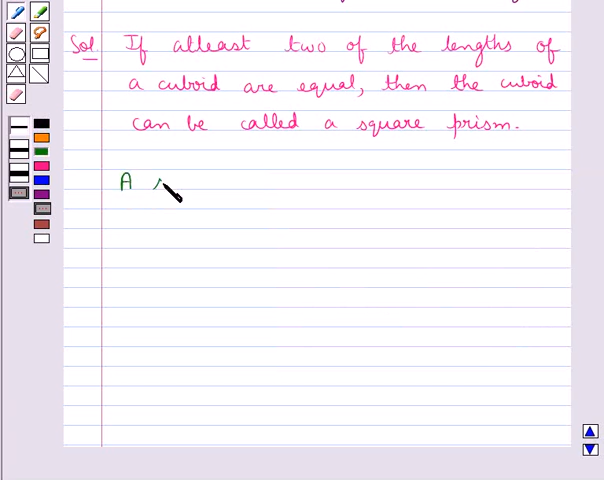 Sol. If atleast two of the lengths of
a cuboid are equal, then the cuboid
can be called a square prism.
A